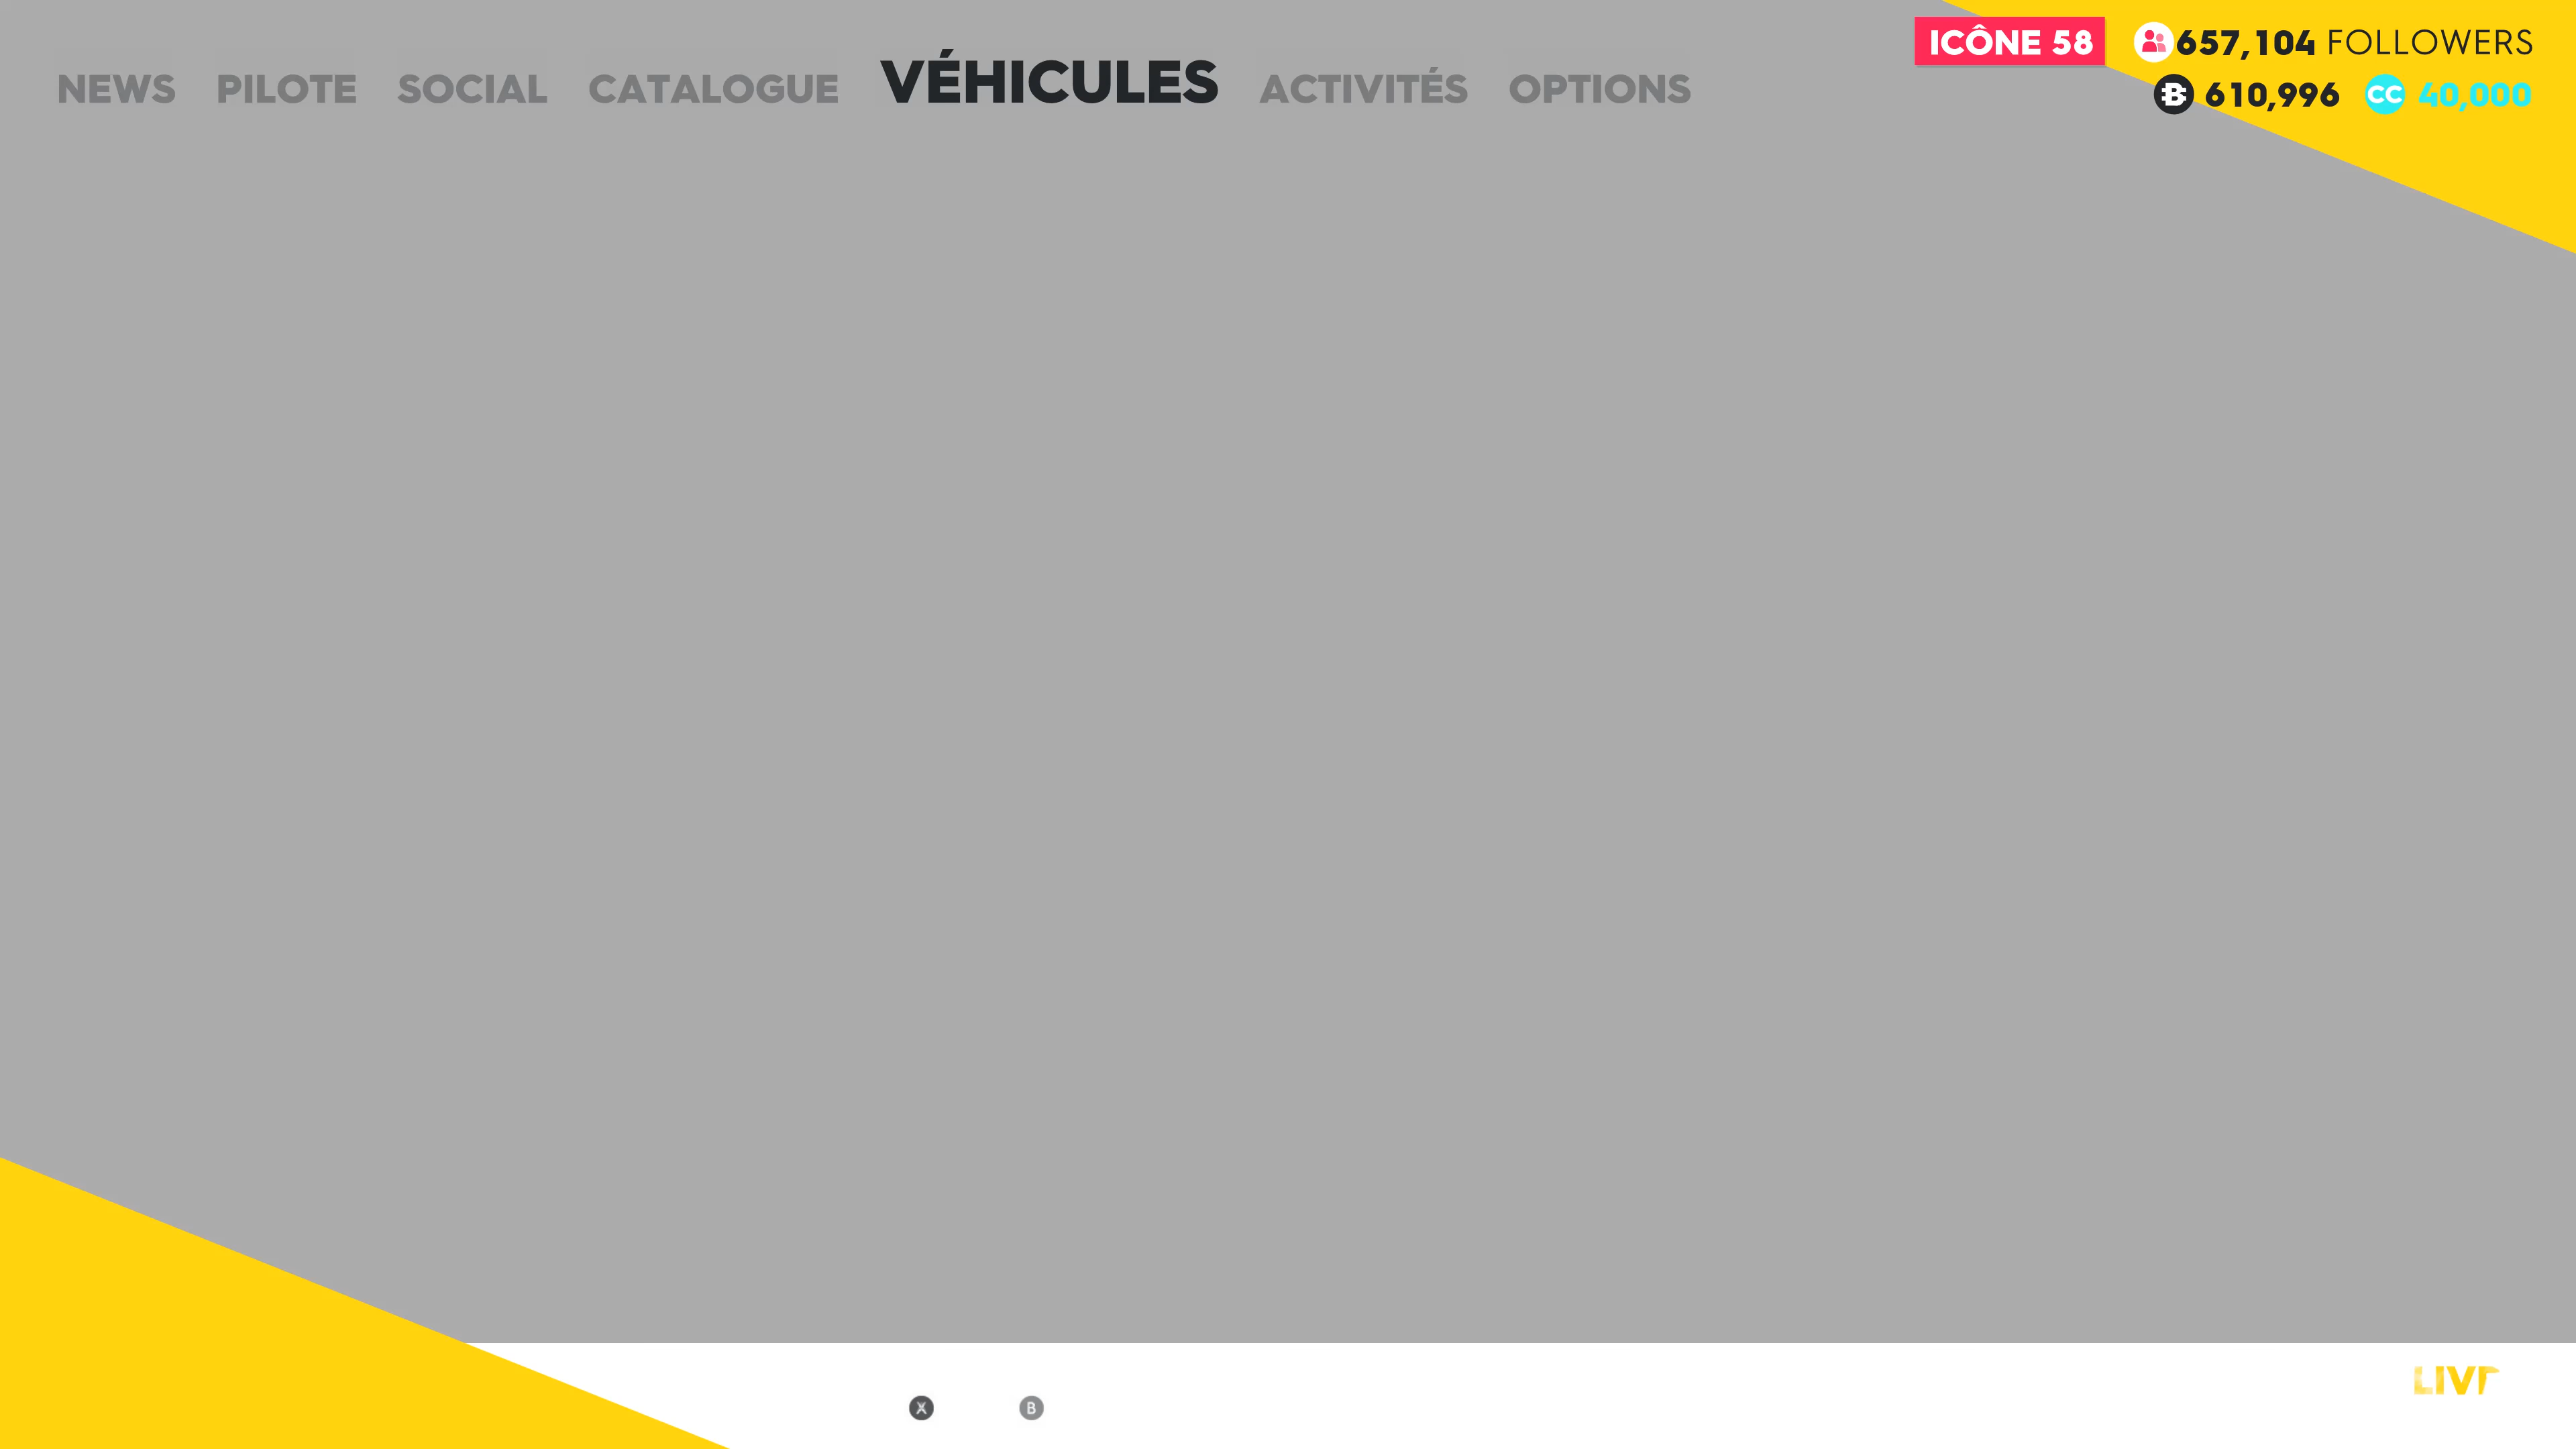 NEWS PILOTE SOCIAL CATALOGUE VÉHICULES ACTIVITÉS OPTIONS
ICÔNE 58 657,104 FOLLOWERS
B 610,996 CC 40,000
X B